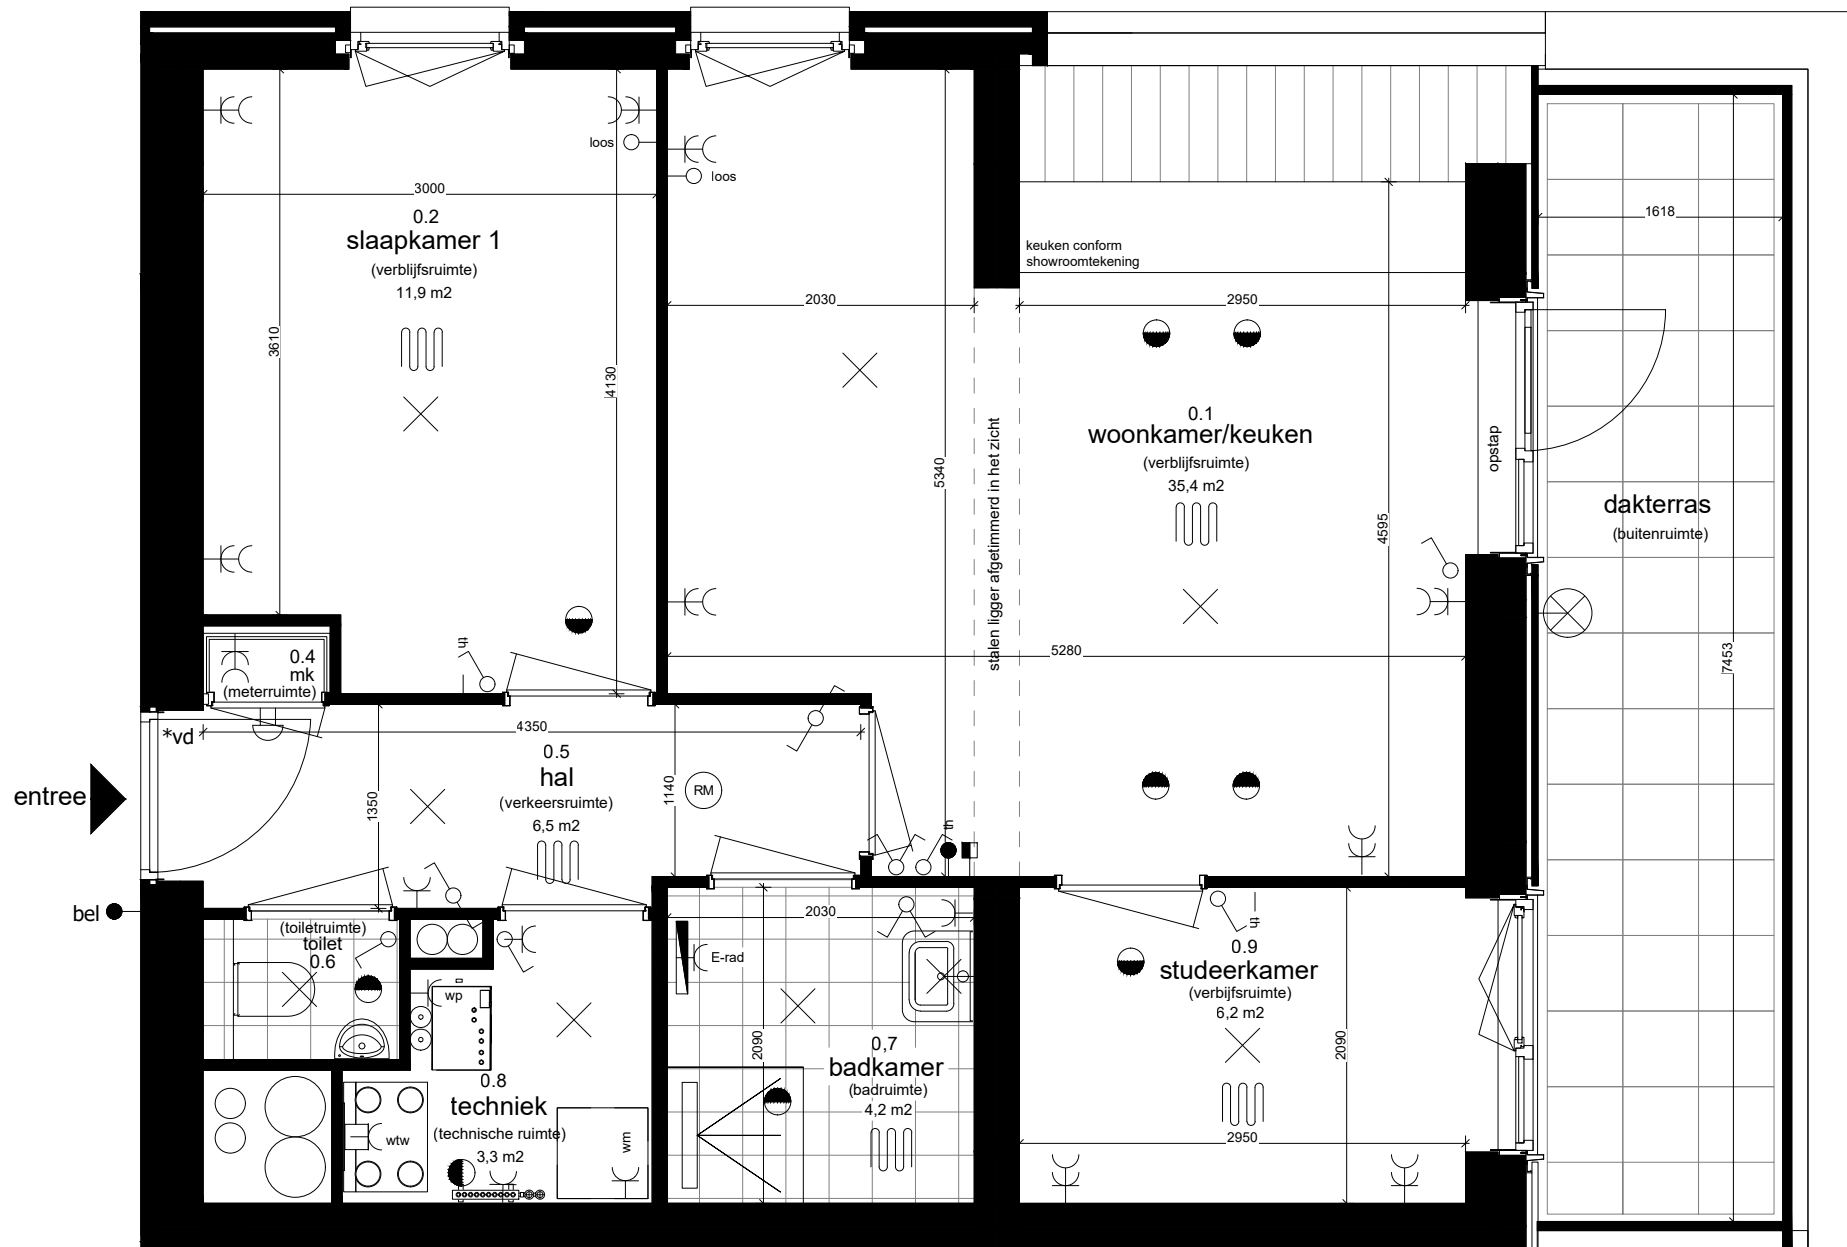 loos
loos
3000
0.2
slaapkamer 1
(verblijfsruimte)
11,9 m2
3610
4130
2030
keuken conform
showroomtekening
2950
1618
0.1
woonkamer/keuken
(verblijfsruimte)
35,4 m2
5340
stalen ligger afgetimmerd in het zicht
4595
opstap
dakterras
(buitenruimte)
7453
5280
th
0.4
mk
(meterruimte)
*vd
4350
0.5
hal
(verkeersruimte)
6,5 m2
1350
1140
RM
entree
th
bel
(toiletruimte)
toilet
0.6
wp
2030
E-rad
th
0.9
studeerkamer
(verbijfsruimte)
6,2 m2
2090
2090
0,7
badkamer
(badruimte)
4,2 m2
0.8
techniek
(technische ruimte)
3,3 m2
wtw
wm
2950